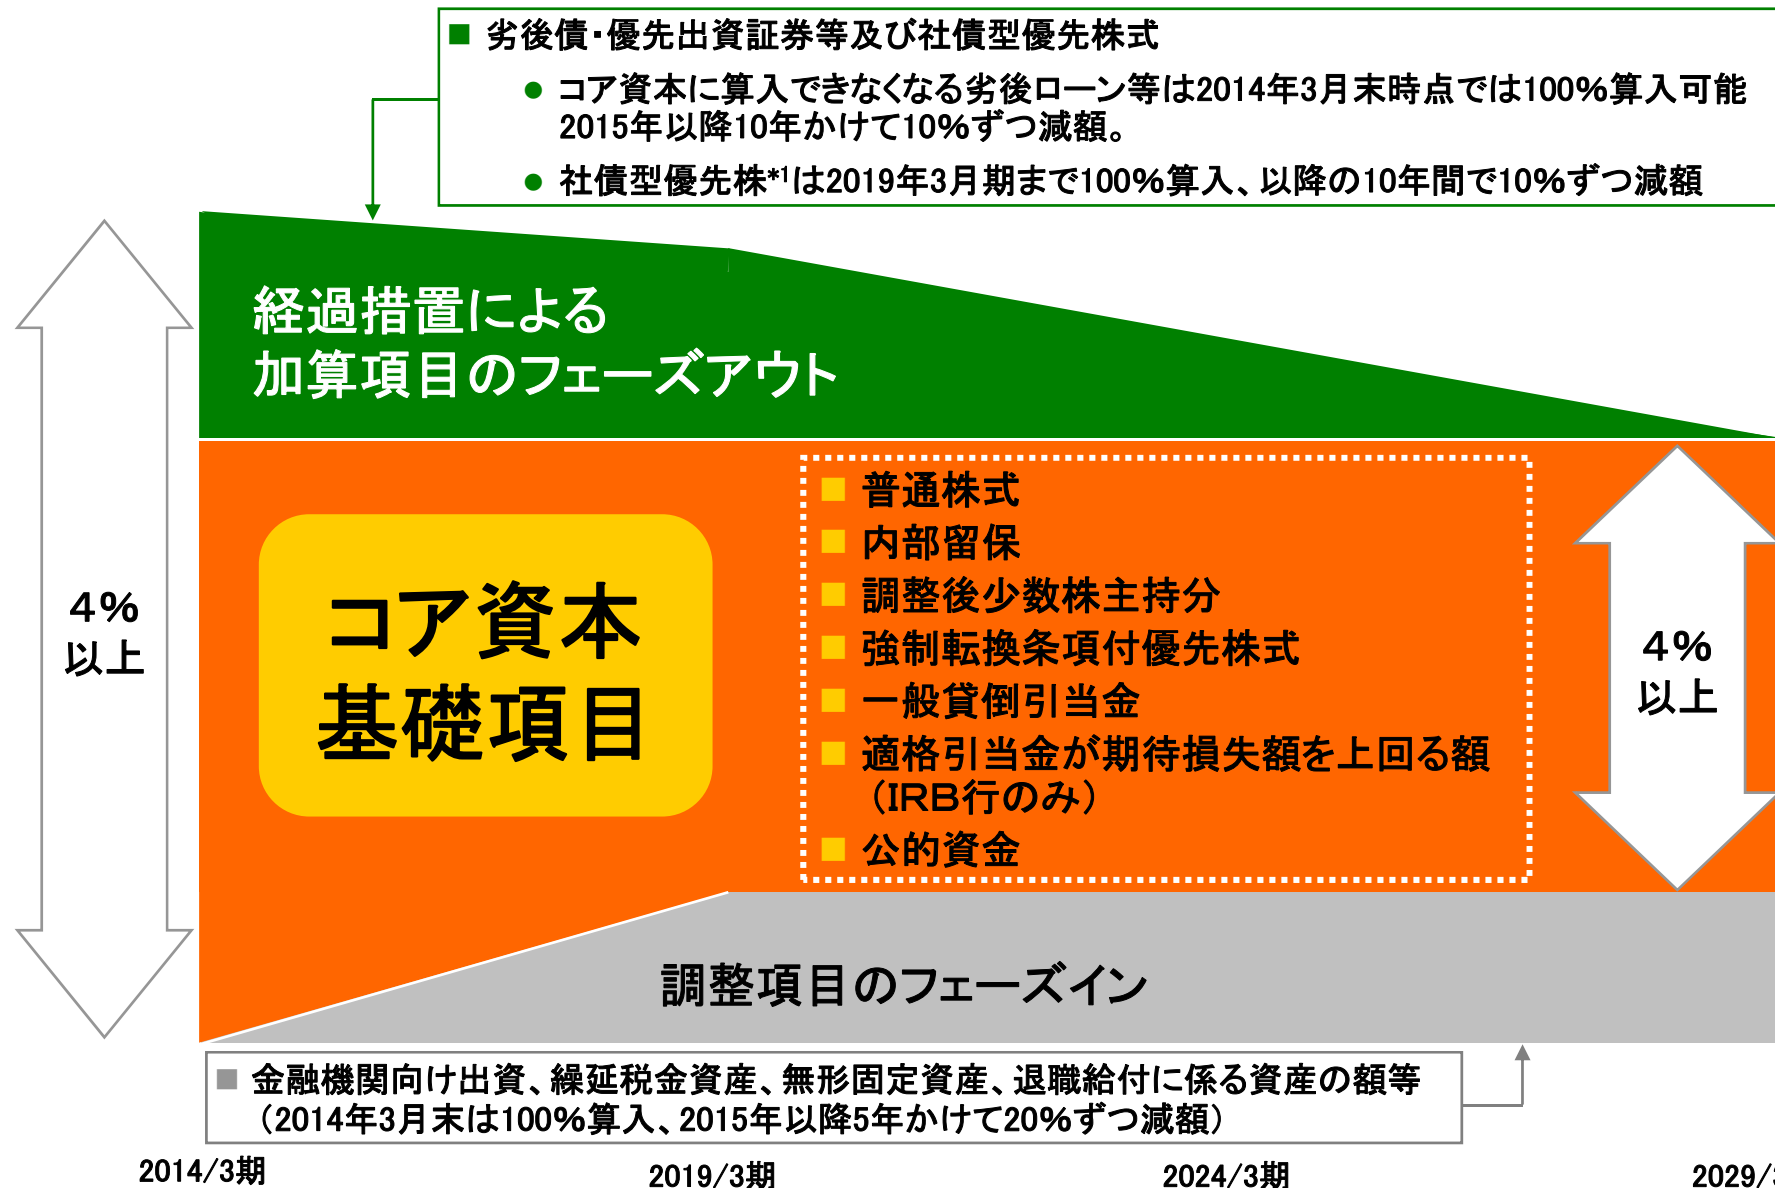 ■ 劣後債・優先出資証券等及び社債型優先株式
● コア資本に算入できなくなる劣後ローン等は2014年3月末時点では100%算入可能
2015年以降10年かけて10%ずつ減額。
● 社債型優先株*1は2019年3月期まで100%算入、以降の10年間で10%ずつ減額
経過措置による
加算項目のフェーズアウト
4%
以上
コア資本
基礎項目
■ 普通株式
■ 内部留保
■ 調整後少数株主持分
■ 強制転換条項付優先株式
■ 一般貸倒引当金
■ 適格引当金が期待損失額を上回る額
（IRB行のみ）
■ 公的資金
4%
以上
調整項目のフェーズイン
■ 金融機関向け出資、繰延税金資産、無形固定資産、退職給付に係る資産の額等
（2014年3月末は100%算入、2015年以降5年かけて20%ずつ減額）
2014/3期
2019/3期
2024/3期
2029/3